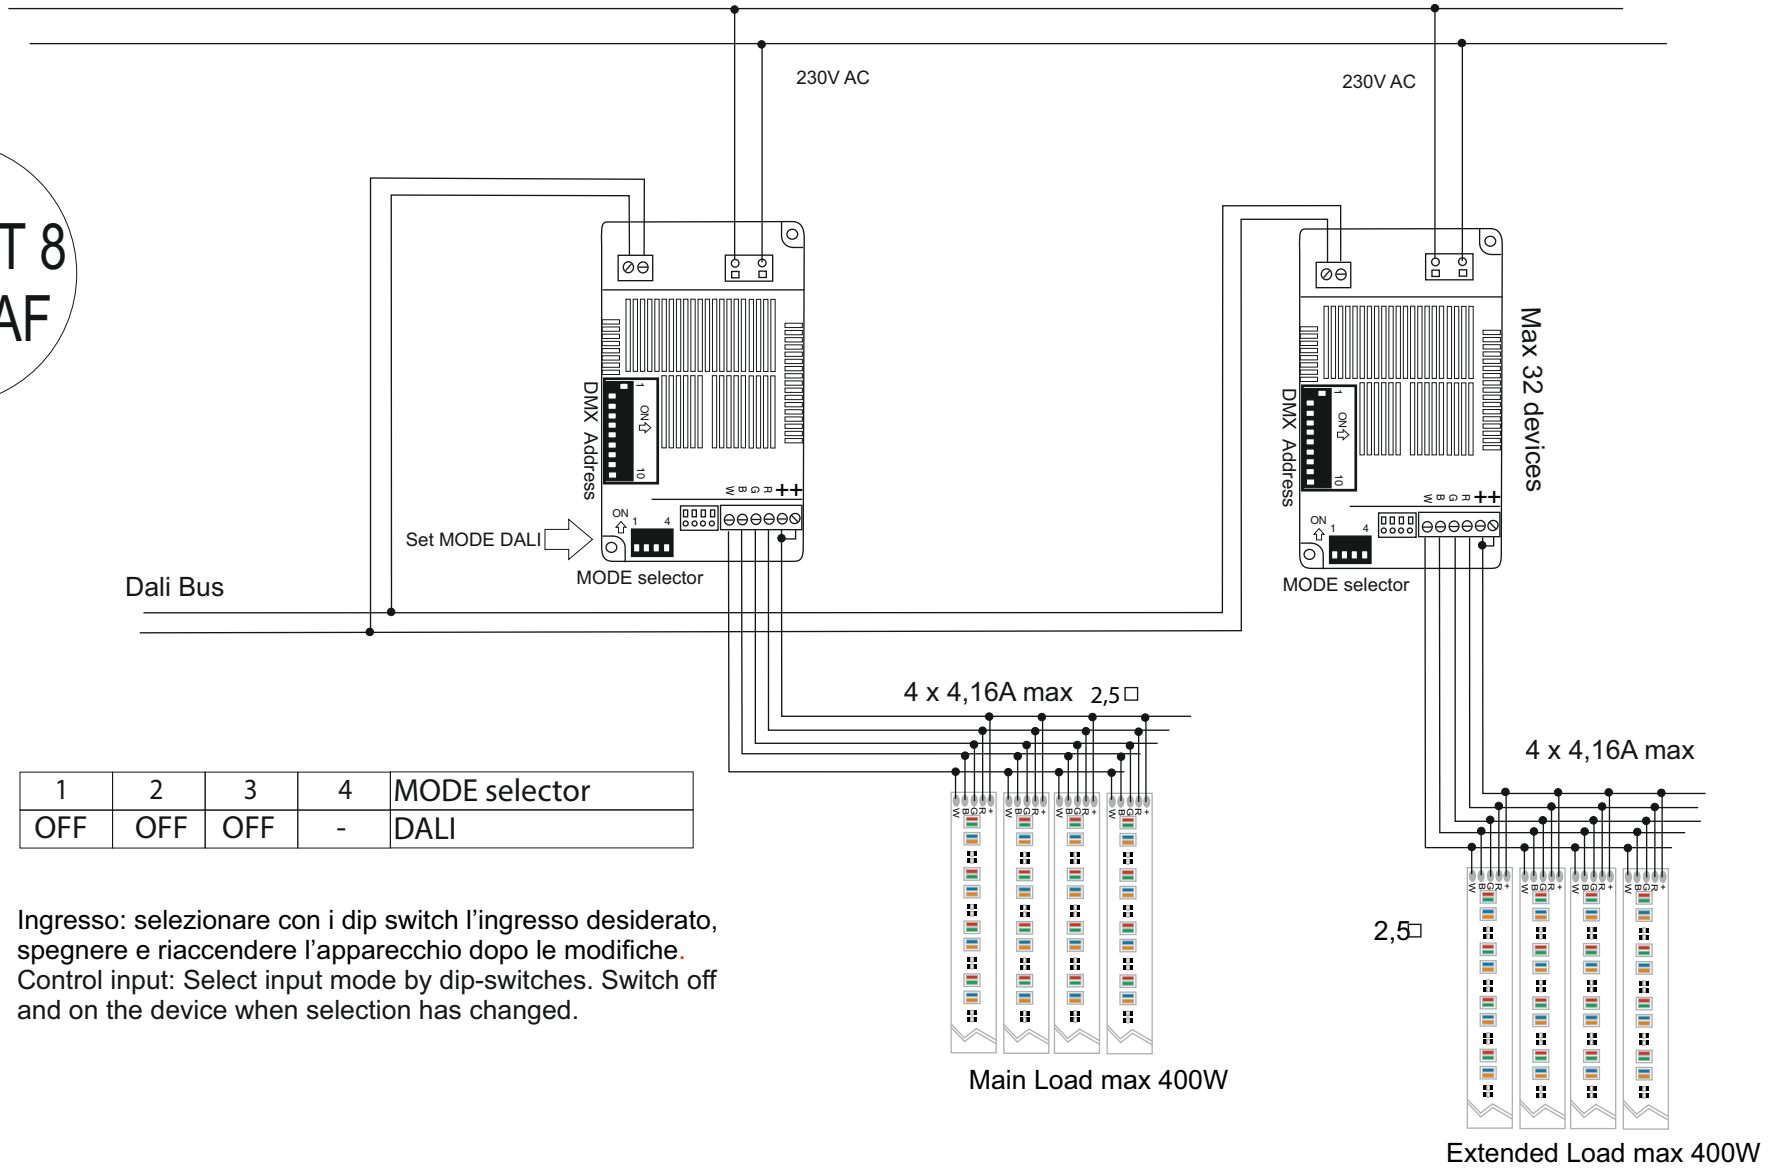 230V AC
230V AC
T 8
AF
DMX Address
1
ON
10
W B G R ++
ON
1 4
Set MODE DALI
MODE selector
Max 32 devices
DMX Address
1
ON
10
W B G R ++
ON
1 4
MODE selector
Dali Bus
4 x 4,16A max 2,5□
W B G R +
W B G R +
W B G R +
W B G R +
Main Load max 400W
4 x 4,16A max
2,5□
W B G R +
W B G R +
W B G R +
W B G R +
Extended Load max 400W
1 2 3 4 MODE selector
OFF OFF OFF - DALI
Ingresso: selezionare con i dip switch l'ingresso desiderato,
spegnere e riaccendere l'apparecchio dopo le modifiche.
Control input: Select input mode by dip-switches. Switch off
and on the device when selection has changed.